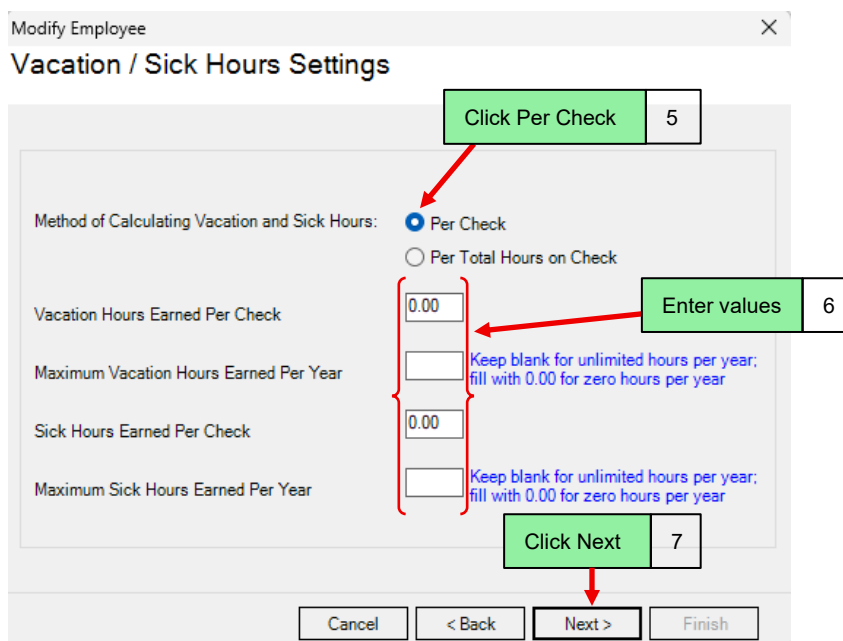 Modify Employee
Vacation / Sick Hours Settings
Click Per Check 5
Method of Calculating Vacation and Sick Hours: Per Check
Per Total Hours on Check
Enter values 6
Vacation Hours Earned Per Check 0.00
Maximum Vacation Hours Earned Per Year Keep blank for unlimited hours per year;
fill with 0.00 for zero hours per year
Sick Hours Earned Per Check 0.00
Maximum Sick Hours Earned Per Year Keep blank for unlimited hours per year;
fill with 0.00 for zero hours per year
Click Next 7
Cancel < Back Next > Finish